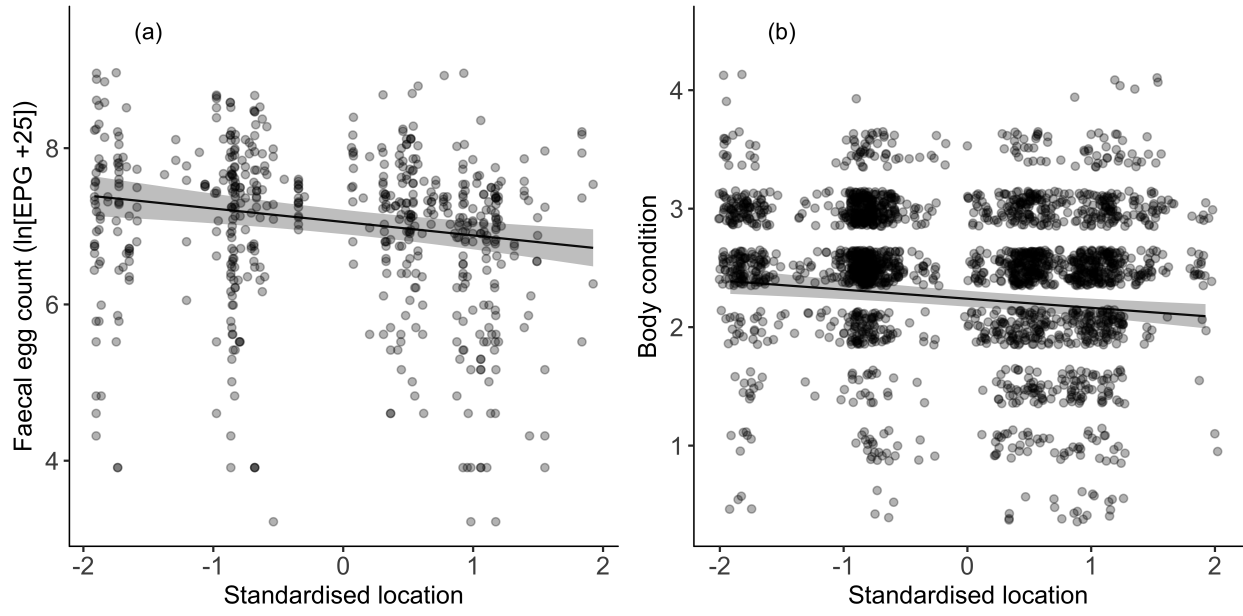 (a)
Faecal egg count (ln[EPG +25])
8
6
4
-2 -1 0 1 2
Standardised location
(b)
Body condition
4
3
2
1
-2 -1 0 1 2
Standardised location